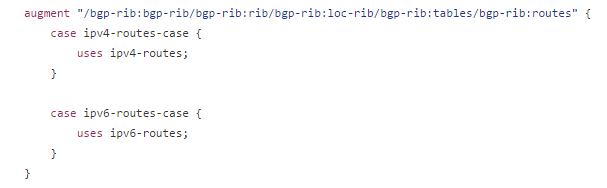 augment "/bgp-rib:bgp-rib/bgp-rib:rib/bgp-rib:loc-rib/bgp-rib:tables/bgp-rib:routes" {
    case ipv4-routes-case {
        uses ipv4-routes;
    }

    case ipv6-routes-case {
        uses ipv6-routes;
    }
}